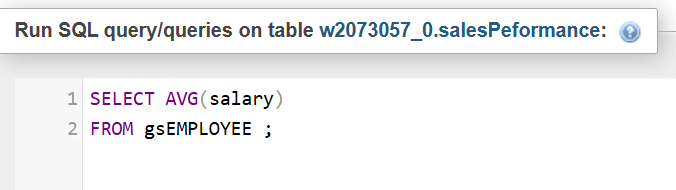 Run SQL query/queries on table w2073057_0.salesPeformance:
1 SELECT AVG(salary)
2 FROM gsEMPLOYEE ;